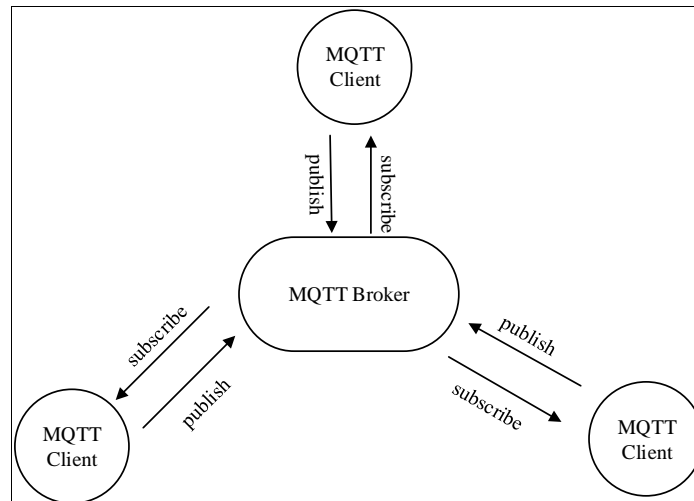 MQTT
Client
publish
subscribe
MQTT Broker
subscribe
publish
publish
subscribe
MQTT
Client
MQTT
Client